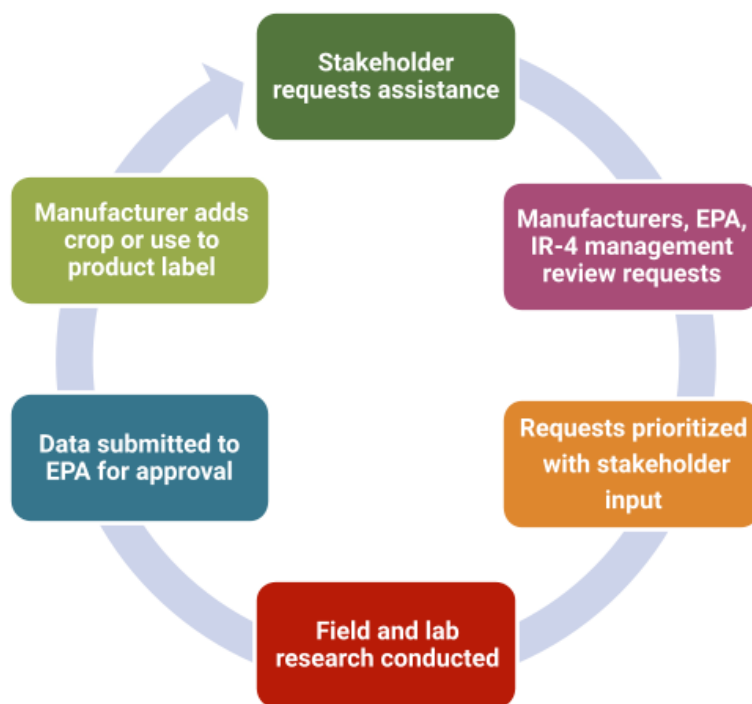 Stakeholder
requests assistance
Manufacturers, EPA,
IR-4 management
review requests
Requests prioritized
with stakeholder
input
Field and lab
research conducted
Data submitted to
EPA for approval
Manufacturer adds
crop or use to
product label